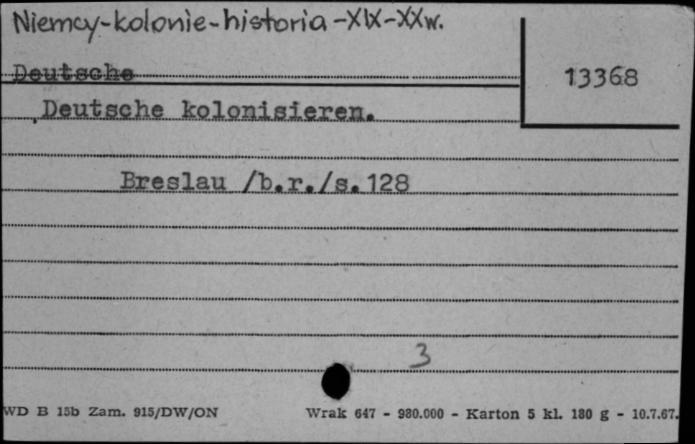 Niemcy-kolonie-historia-XIX-XXw.
Deutsche
13368
Deutsche kolonisieren.
Breslau /b.r./s.128
3
WD B 15b Zam. 915/DW/ON Wrak 647 - 980.000 - Karton 5 kl. 180 g - 10.7.67.